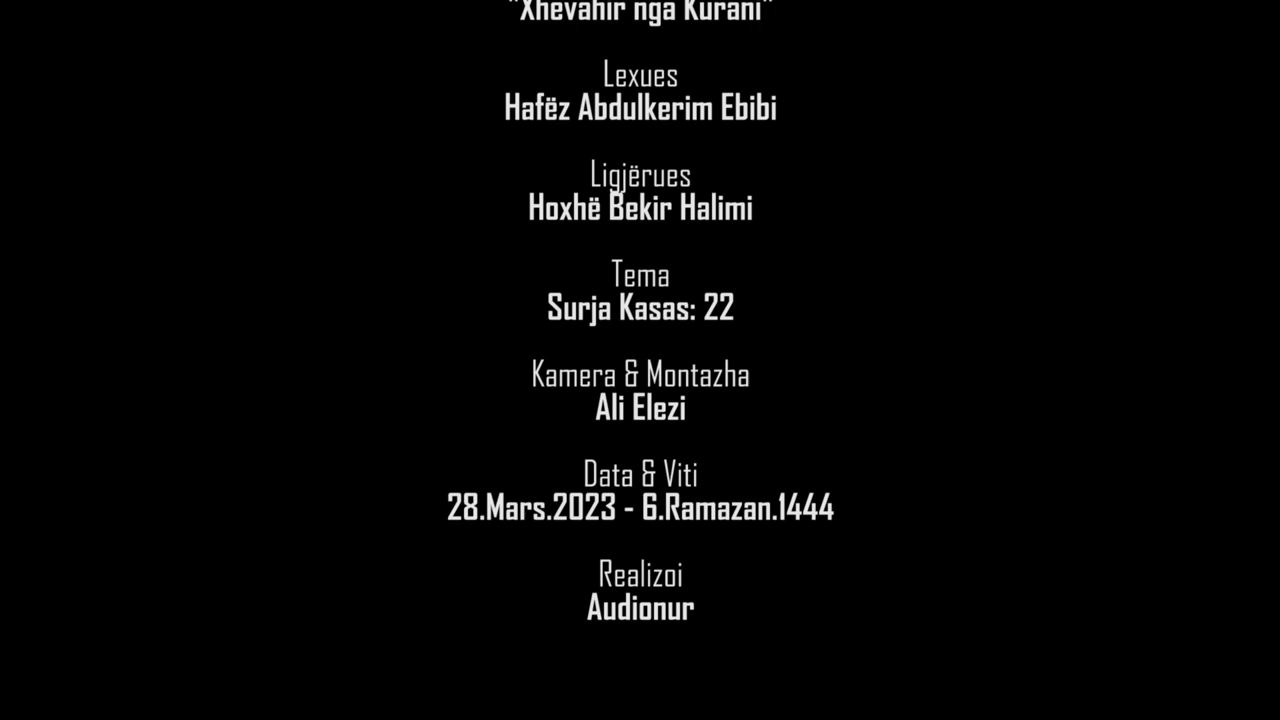 "Xhevahir nga Kurani"
Lexues
Hafëz Abdulkerim Ebibi
Ligjërues
Hoxhë Bekir Halimi
Tema
Surja Kasas: 22
Kamera & Montazha
Ali Elezi
Data & Viti
28.Mars.2023 - 6.Ramazan.1444
Realizoi
Audionur